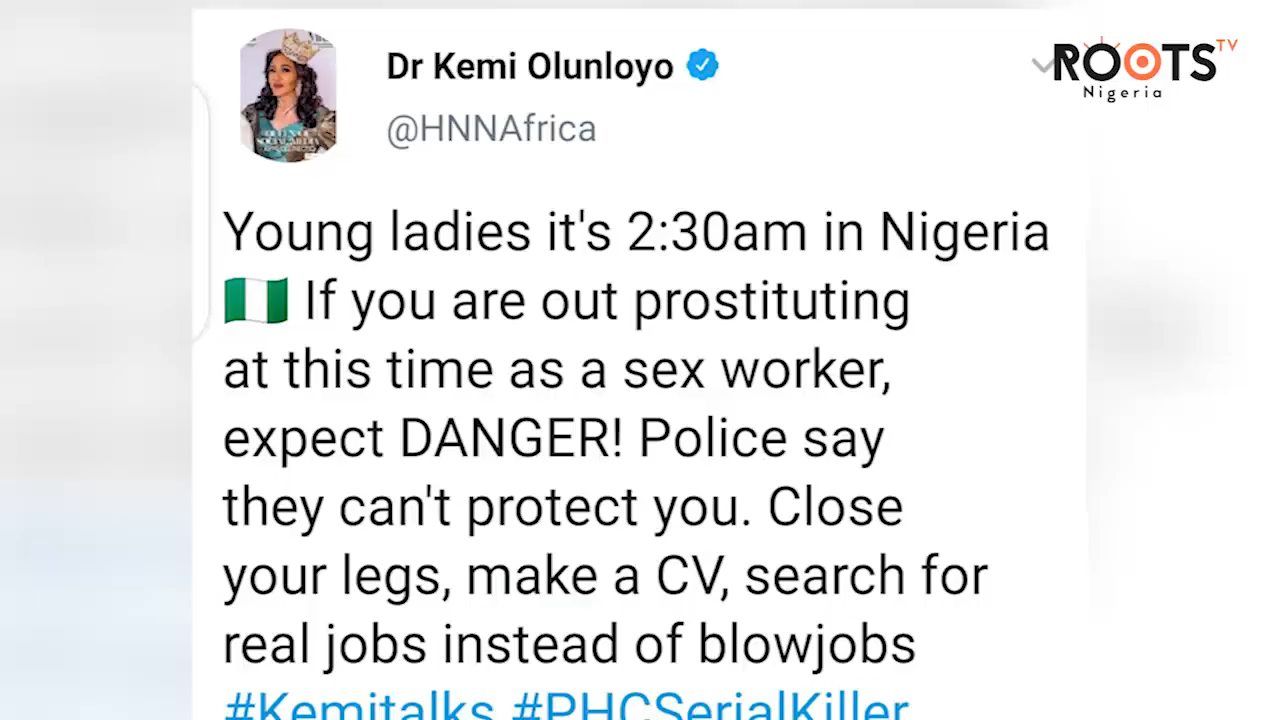 Dr Kemi Olunloyo
@HNNAfrica
ROOTS TV
Nigeria
Young ladies it's 2:30am in Nigeria
🇳🇬 If you are out prostituting
at this time as a sex worker,
expect DANGER! Police say
they can't protect you. Close
your legs, make a CV, search for
real jobs instead of blowjobs
#Kemitalks #PHCSerialKiller